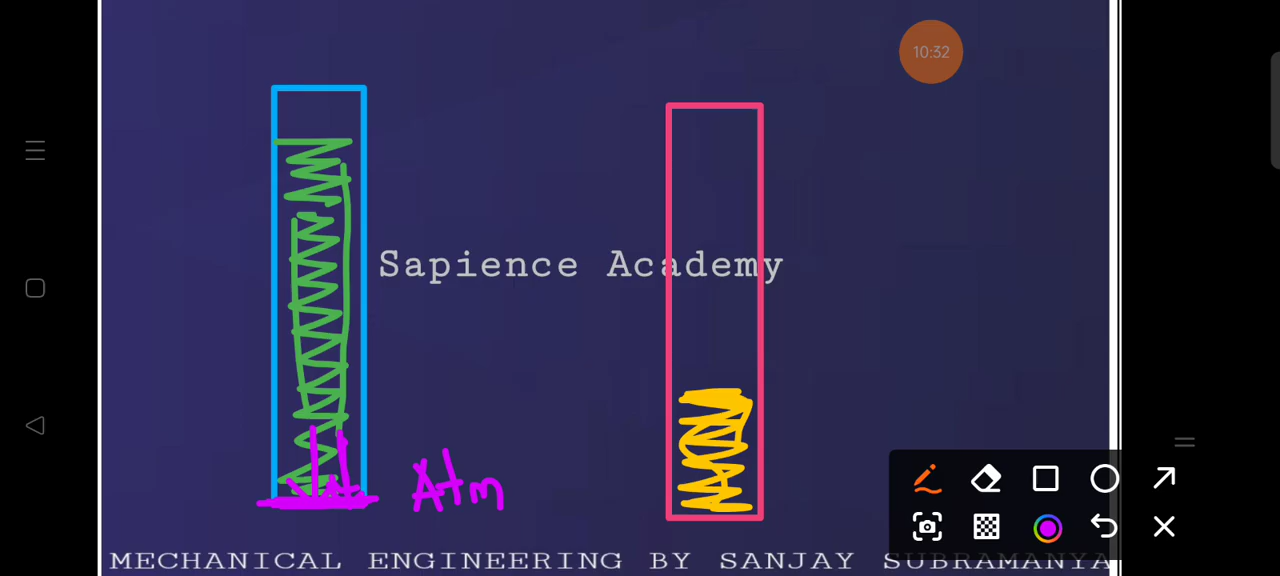 10:32
Sapience Academy
Atm
MECHANICAL ENGINEERING BY SANJAY SUBRAMANYA